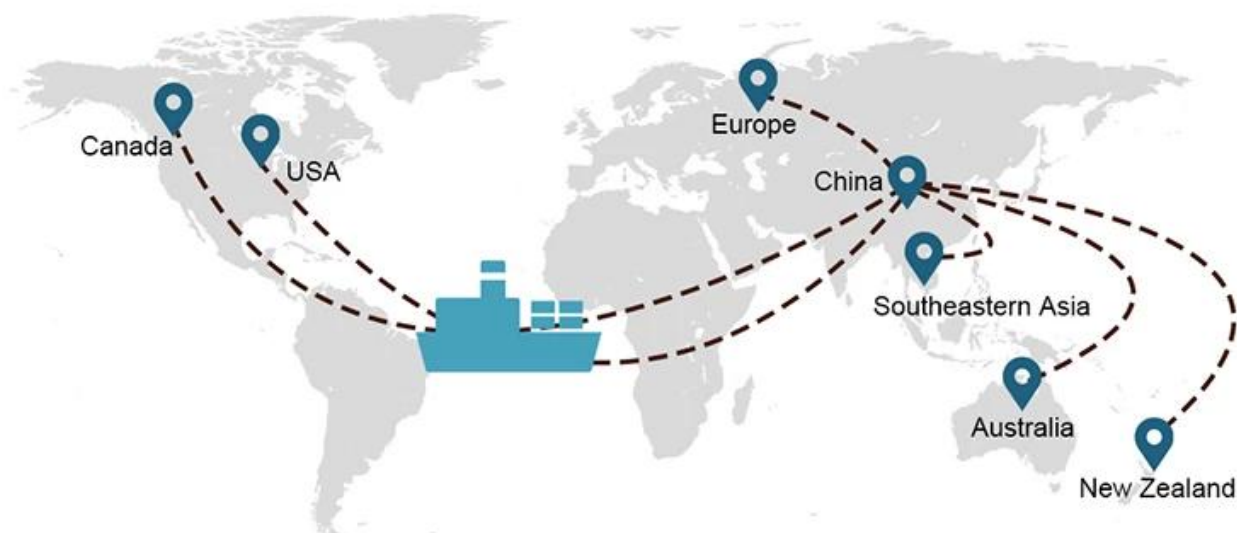 Canada
USA
Europe
China
Southeastern Asia
Australia
New Zealand